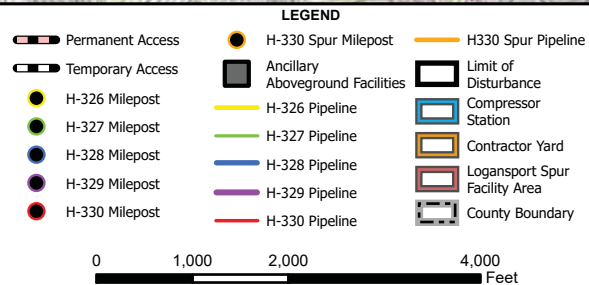 LEGEND
Permanent Access
Temporary Access
H-326 Milepost
H-327 Milepost
H-328 Milepost
H-329 Milepost
H-330 Milepost
H-330 Spur Milepost
Ancillary
Aboveground Facilities
H-326 Pipeline
H-327 Pipeline
H-328 Pipeline
H-329 Pipeline
H-330 Pipeline
H330 Spur Pipeline
Limit of
Disturbance
Compressor
Station
Contractor Yard
Logansport Spur
Facility Area
County Boundary
0 1,000 2,000 4,000
Feet